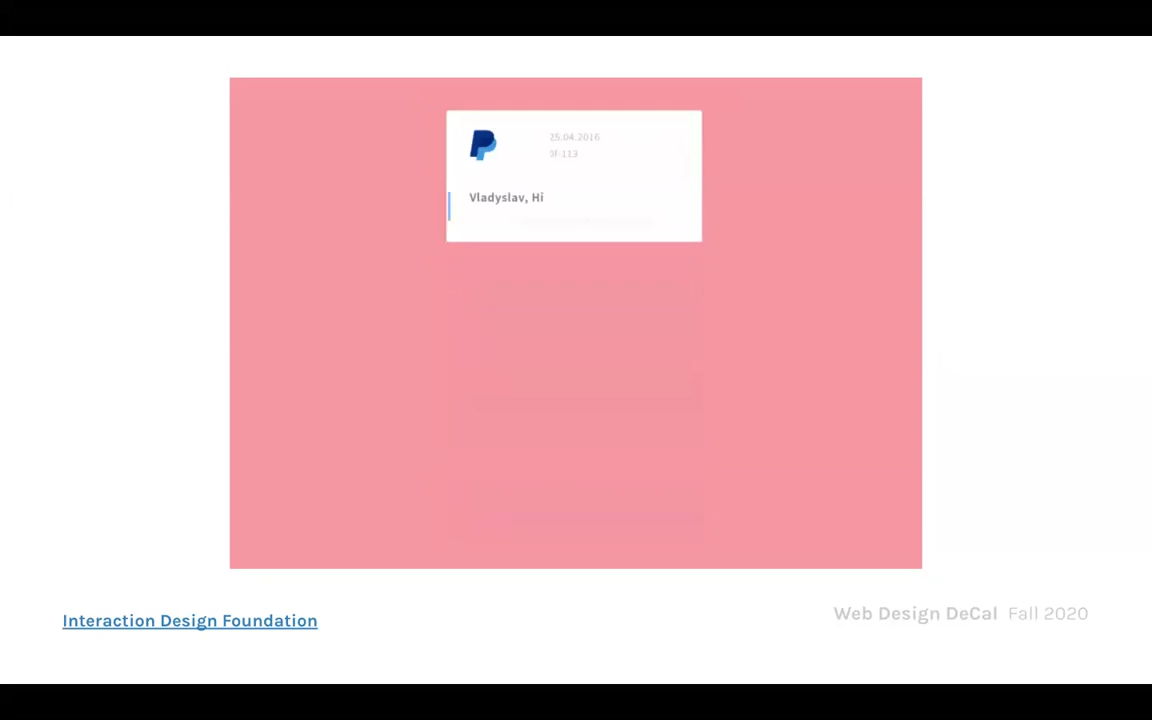 25.04.2016
Vladyslav, Hi
Interaction Design Foundation
Web Design DeCal Fall 2020